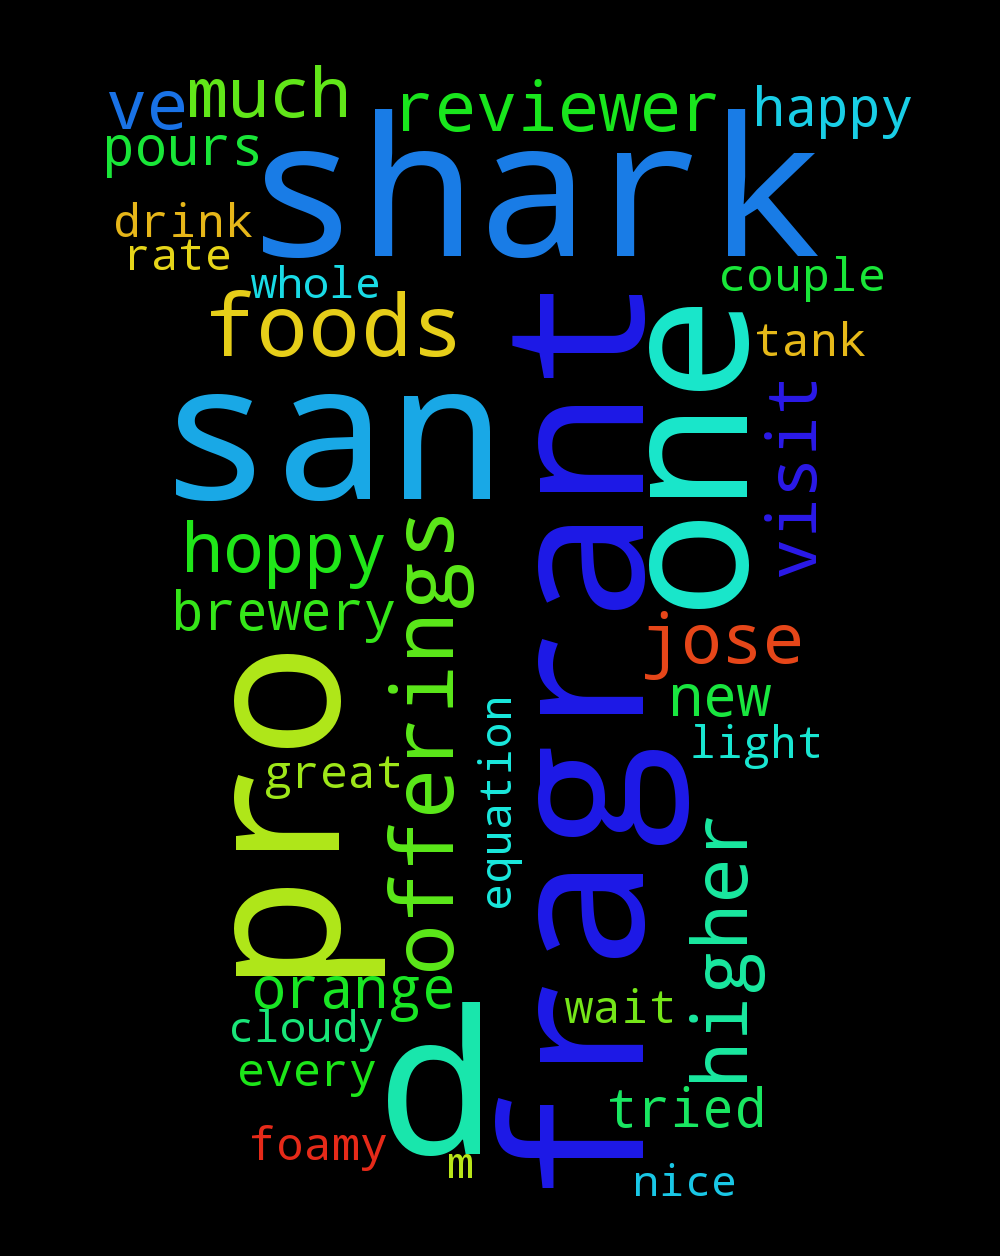 ve
much
reviewer
happy
pours
shark
drink
rate
whole
couple
foods
tank
fragrant
one
san
visit
hoppy
offerings
brewery
jose
pro
new
equation
light
great
higher
orange
wait
cloudy
d
every
tried
foamy
m
nice